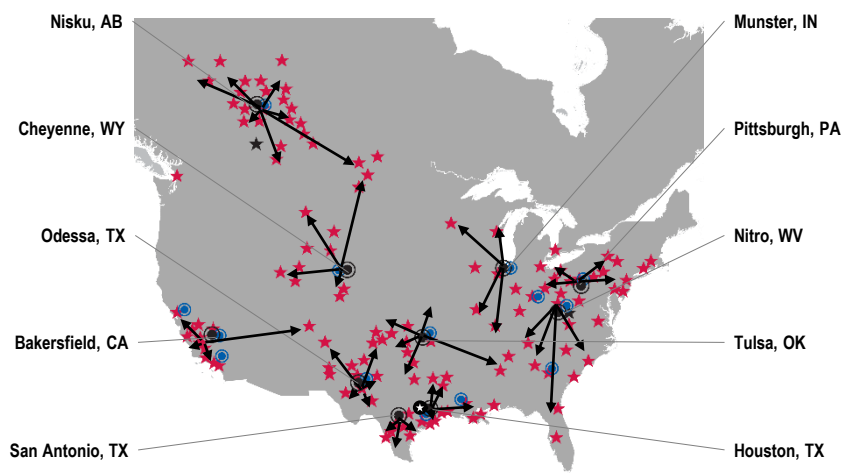 Nisku, AB
Munster, IN
Cheyenne, WY
Pittsburgh, PA
Odessa, TX
Nitro, WV
Bakersfield, CA
Tulsa, OK
San Antonio, TX
Houston, TX